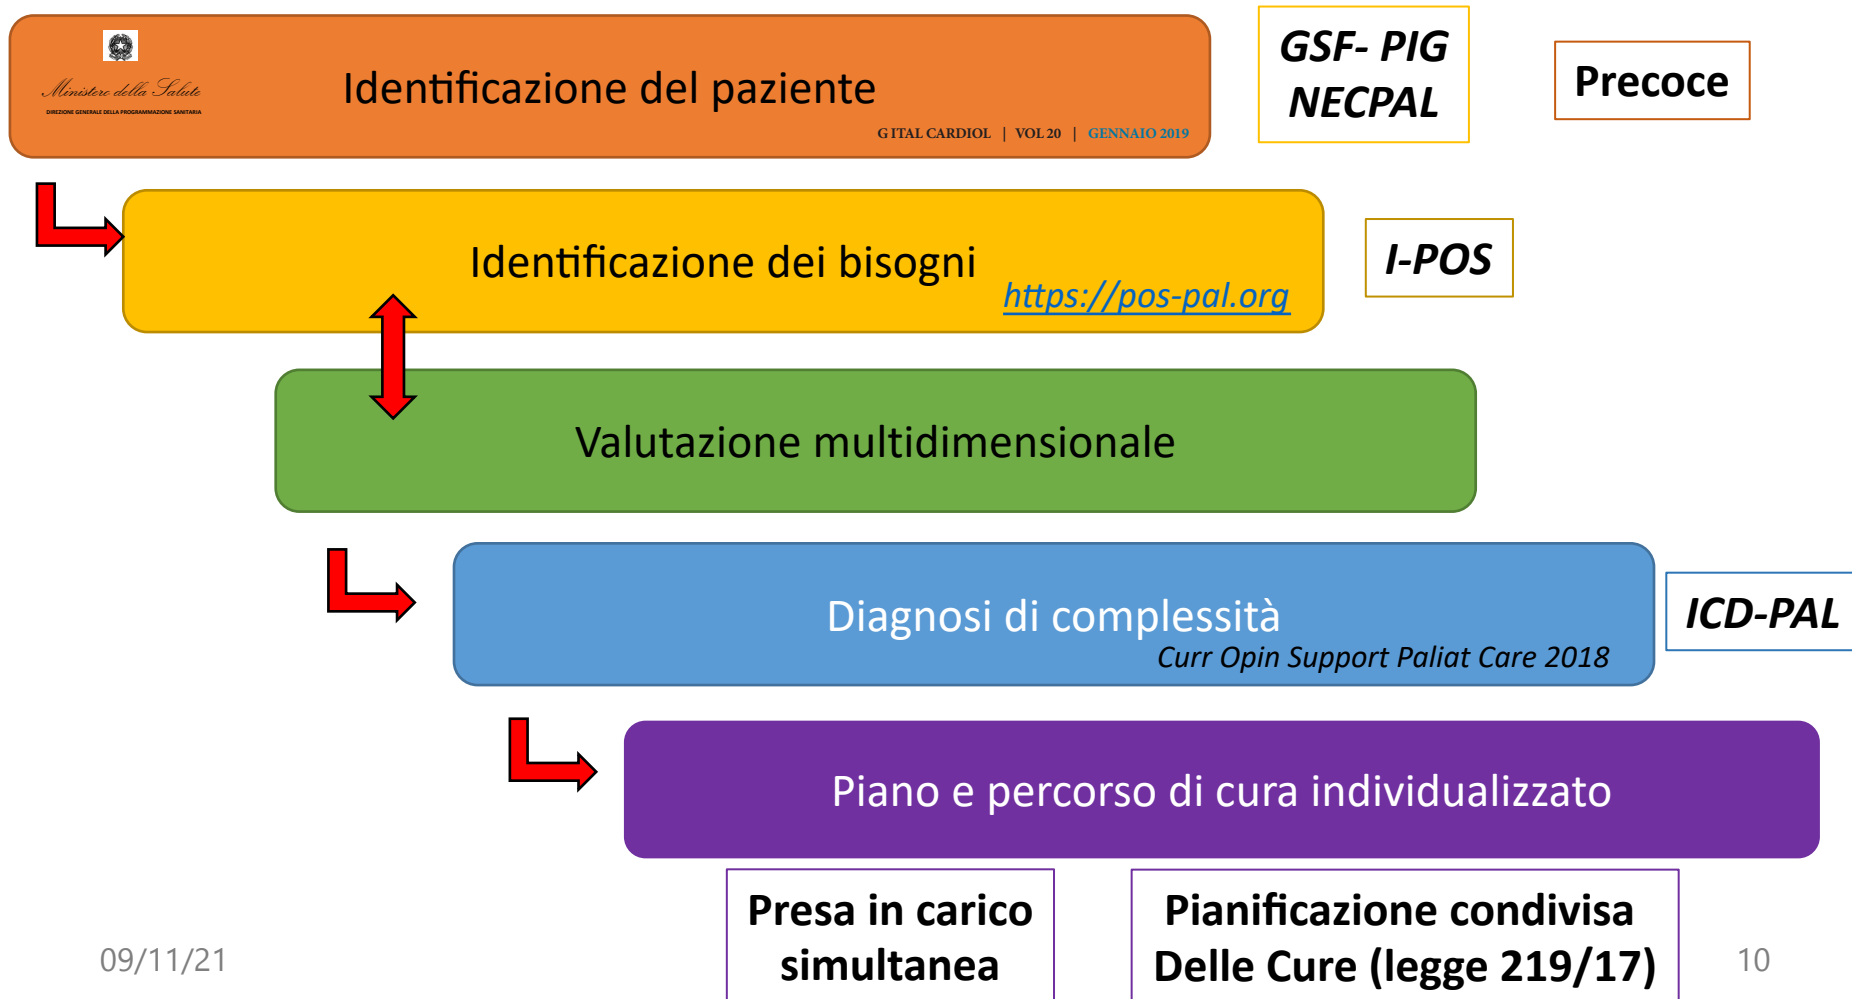 Ministero della Salute
DIREZIONE GENERALE DELLA PROGRAMMAZIONE SANITARIA
Identificazione del paziente
G ITAL CARDIOL | VOL 20 | GENNAIO 2019
GSF- PIG
NECPAL
Precoce
Identificazione dei bisogni
https://pos-pal.org
I-POS
Valutazione multidimensionale
Diagnosi di complessità
Curr Opin Support Paliat Care 2018
ICD-PAL
Piano e percorso di cura individualizzato
Presa in carico
simultanea
Pianificazione condivisa
Delle Cure (legge 219/17)
09/11/21
10